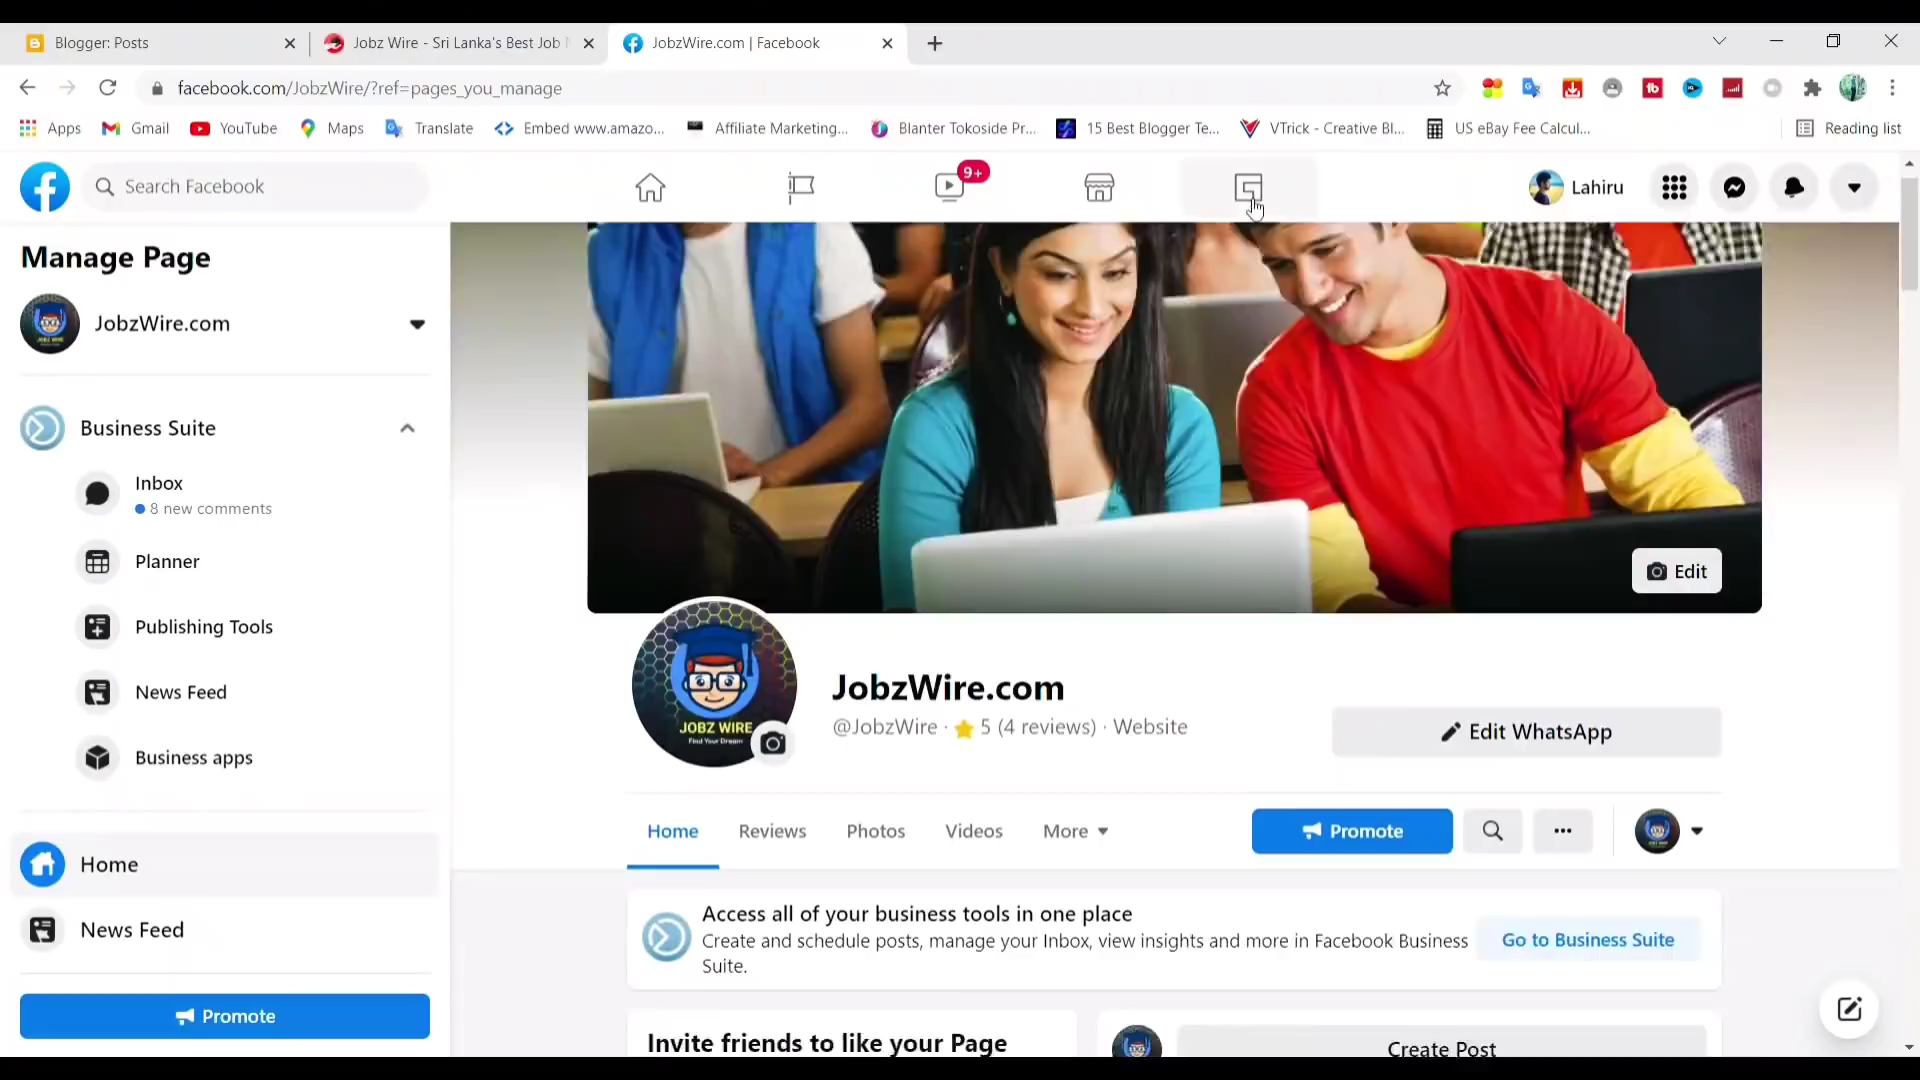 Blogger: Posts
Jobz Wire - Sri Lanka's Best Job
JobzWire.com | Facebook
facebook.com/JobzWire/?ref=pages_you_manage
Apps
Gmail
YouTube
Maps
Translate
Embed www.amazo...
Affiliate Marketing...
Blanter Tokoside Pr...
15 Best Blogger Te...
VTrick - Creative Bl...
US eBay Fee Calcul...
Reading list
Search Facebook
9+
Lahiru
Manage Page
JobzWire.com
Business Suite
Inbox
8 new comments
Planner
Publishing Tools
News Feed
Business apps
Home
News Feed
Promote
Edit
JOBZ WIRE
Find Your Dream
JobzWire.com
@JobzWire · 5 (4 reviews) · Website
Edit WhatsApp
Home
Reviews
Photos
Videos
More
Promote
Access all of your business tools in one place
Create and schedule posts, manage your Inbox, view insights and more in Facebook Business
Suite.
Go to Business Suite
Invite friends to like your Page
Create Post